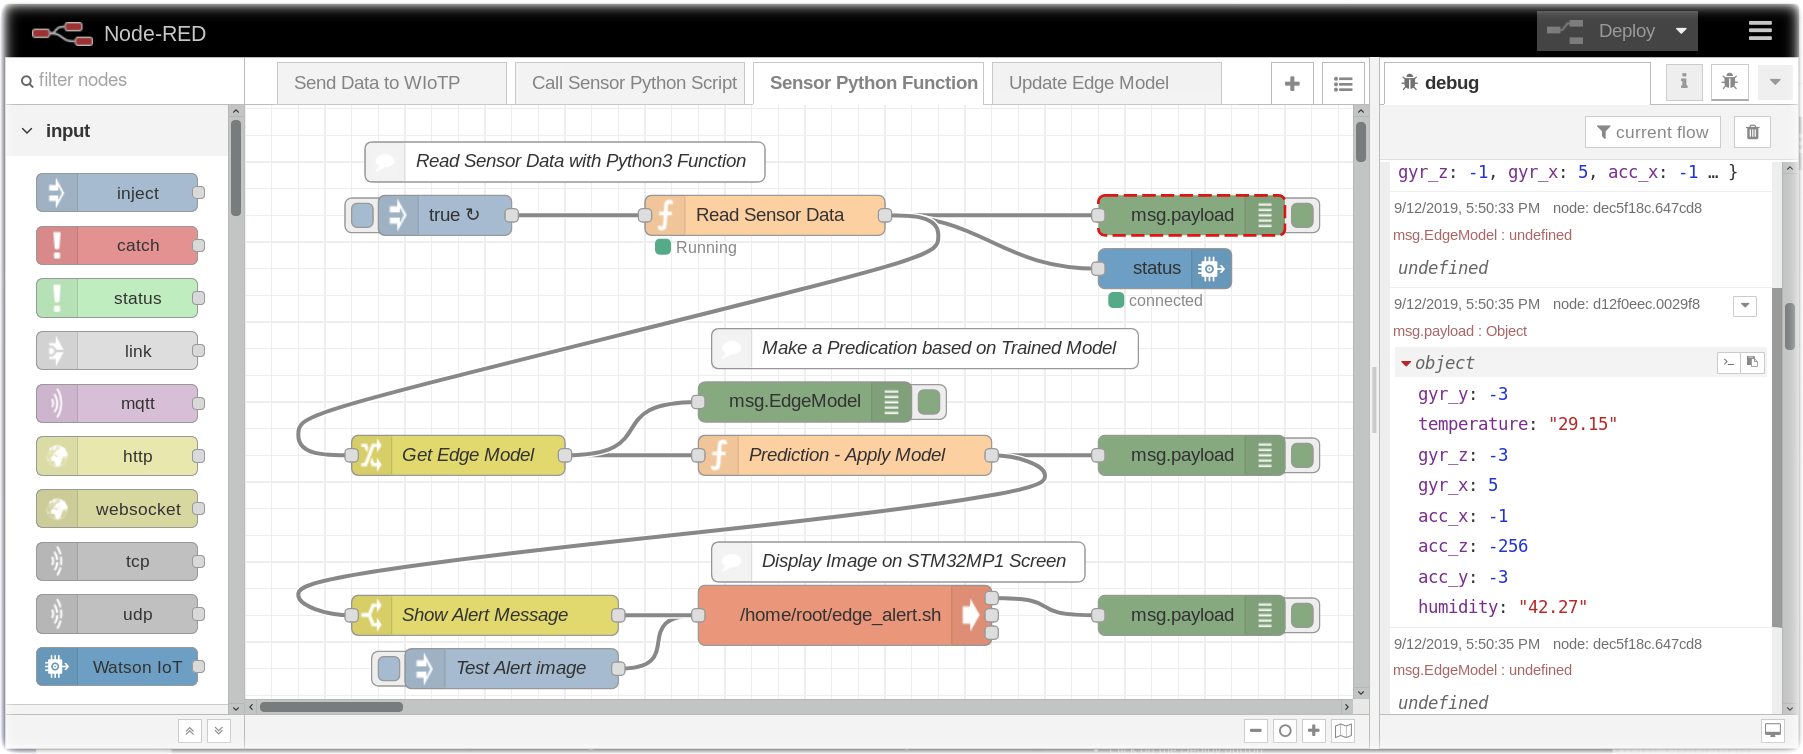 Node-RED
Deploy
filter nodes
Send Data to WIoTP
Call Sensor Python Script
Sensor Python Function
Update Edge Model
debug
current flow
input
inject
catch
status
link
mqtt
http
websocket
tcp
udp
Watson IoT
Read Sensor Data with Python3 Function
true ↻
Read Sensor Data
Running
msg.payload
status
connected
Make a Predication based on Trained Model
msg.EdgeModel
Get Edge Model
Prediction - Apply Model
msg.payload
Display Image on STM32MP1 Screen
Show Alert Message
/home/root/edge_alert.sh
msg.payload
Test Alert image
gyr_z: -1, gyr_x: 5, acc_x: -1 … }
9/12/2019, 5:50:33 PM node: dec5f18c.647cd8
msg.EdgeModel : undefined
undefined
9/12/2019, 5:50:35 PM node: d12f0eec.0029f8
msg.payload : Object
object
gyr_y: -3
temperature: "29.15"
gyr_z: -3
gyr_x: 5
acc_x: -1
acc_z: -256
acc_y: -3
humidity: "42.27"
9/12/2019, 5:50:35 PM node: dec5f18c.647cd8
msg.EdgeModel : undefined
undefined